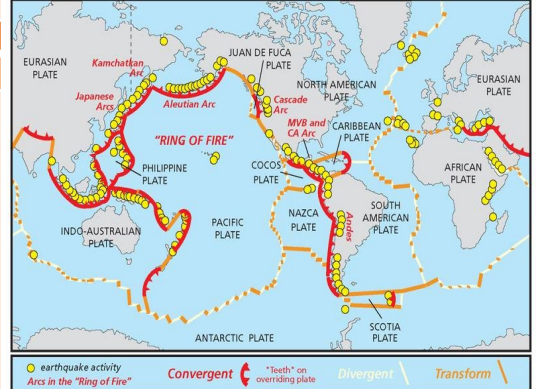 EURASIAN
PLATE
Kamchatkan
Arc
Japanese
Arcs
Aleutian Arc
JUAN DE FUCA
PLATE
NORTH AMERICAN
PLATE
Cascade
Arc
MVB and
CA Arc
CARIBBEAN
PLATE
EURASIAN
PLATE
"RING OF FIRE"
PHILIPPINE
PLATE
COCOS
PLATE
AFRICAN
PLATE
INDO-AUSTRALIAN
PLATE
PACIFIC
PLATE
NAZCA
PLATE
Andes
SOUTH
AMERICAN
PLATE
SCOTIA
PLATE
ANTARCTIC PLATE
earthquake activity
Arcs in the "Ring of Fire"
Convergent
"Teeth" on
overriding plate
Divergent
Transform